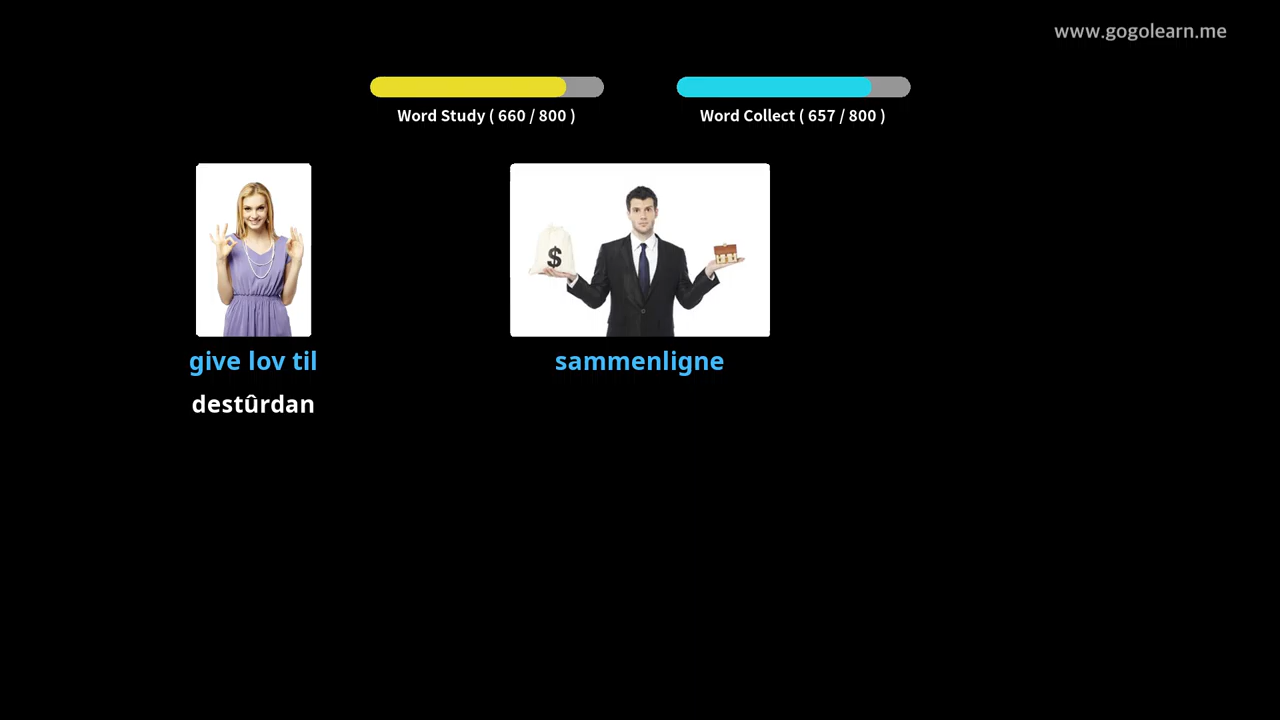 www.gogolearn.me
Word Study ( 660 / 800 )
Word Collect ( 657 / 800 )
$
give lov til
sammenligne
destûrdan